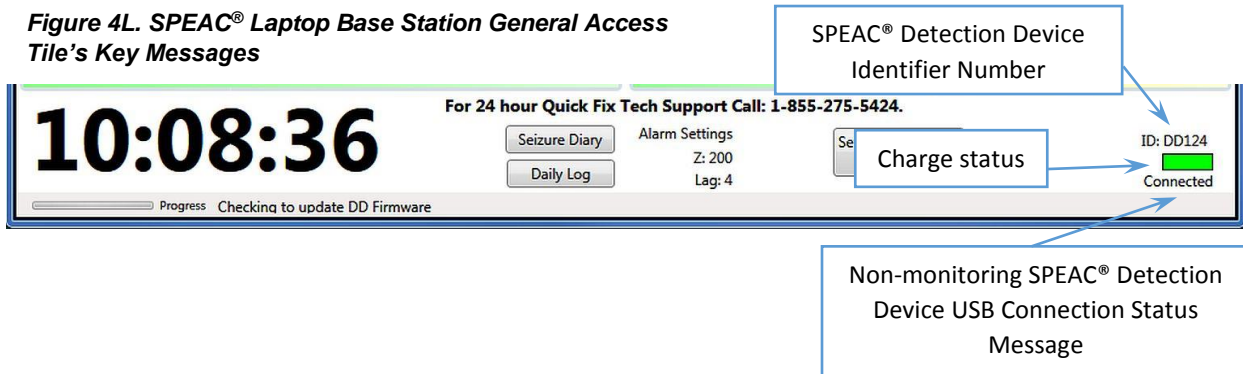 Figure 4L. SPEAC® Laptop Base Station General Access
Tile's Key Messages
SPEAC® Detection Device
Identifier Number
10:08:36
For 24 hour Quick Fix Tech Support Call: 1-855-275-5424.
Seizure Diary
Daily Log
Alarm Settings
Z: 200
Lag: 4
Charge status
ID: DD124
Connected
Progress Checking to update DD Firmware
Non-monitoring SPEAC® Detection
Device USB Connection Status
Message